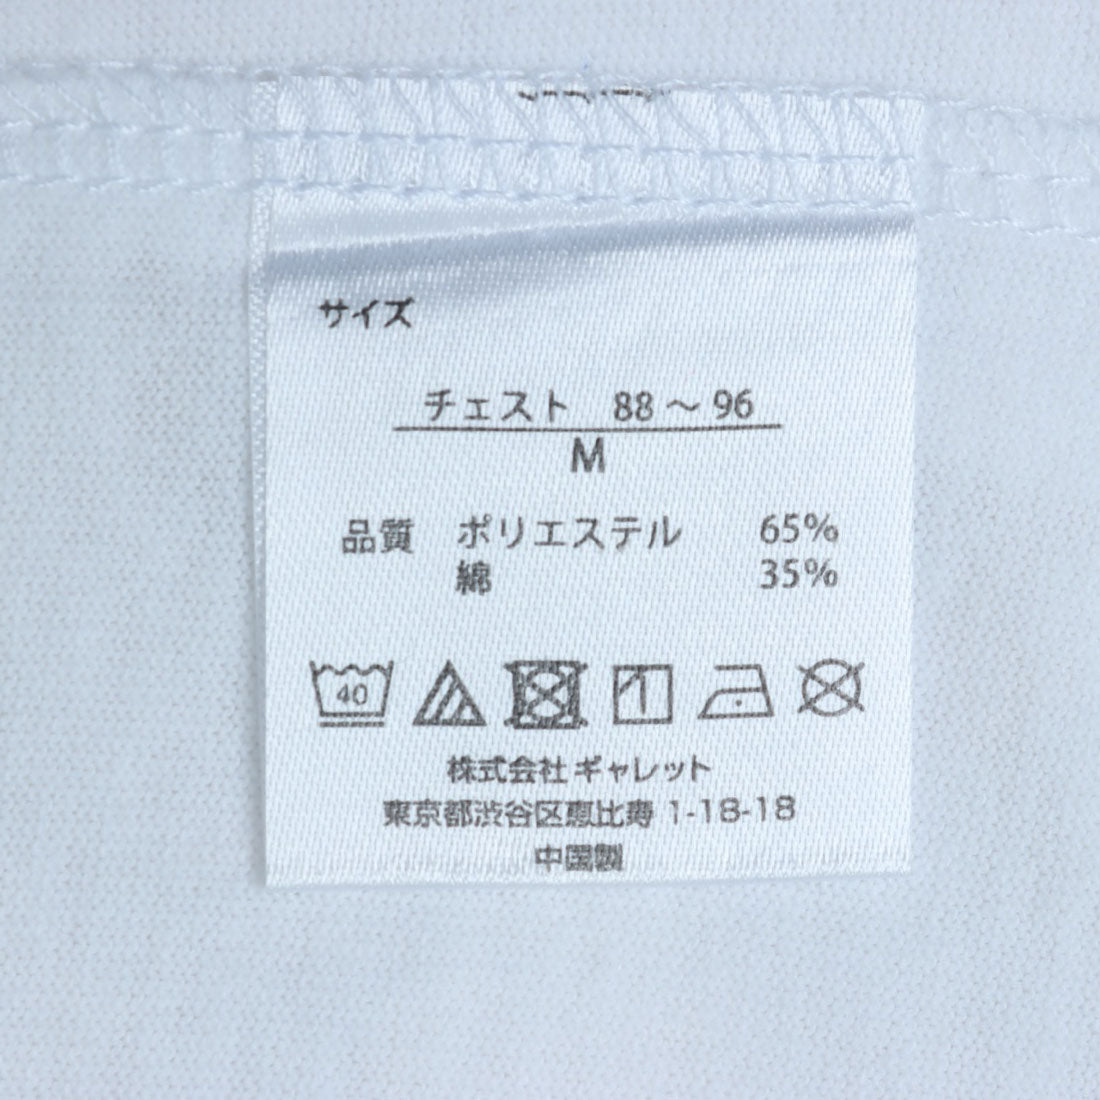 サイズ
チェスト 88～96
M
品質 ポリエステル 65%
綿 35%
40
株式会社ギャレット
東京都渋谷区恵比寿 1-18-18
中国製